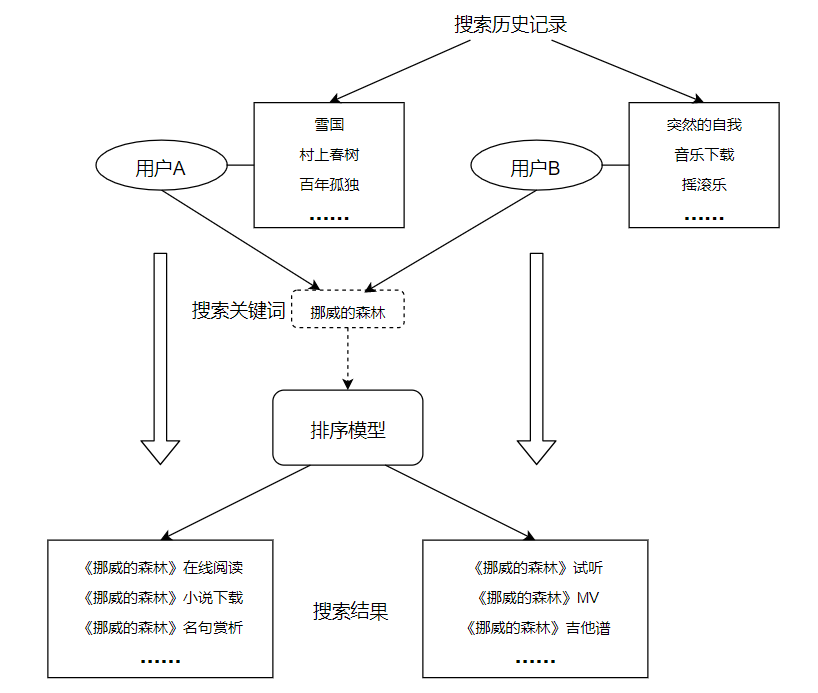 搜索历史记录
雪国
村上春树
百年孤独
......
突然的自我
音乐下载
摇滚乐
......
用户A
用户B
搜索关键词
挪威的森林
排序模型
《挪威的森林》在线阅读
《挪威的森林》小说下载
《挪威的森林》名句赏析
......
搜索结果
《挪威的森林》试听
《挪威的森林》MV
《挪威的森林》吉他谱
......